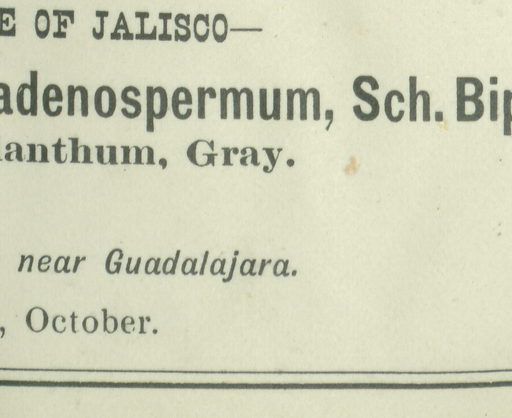 E OF JALISCO—
adenospermum, Sch. Bip
anthum, Gray.
near Guadalajara.
, October.